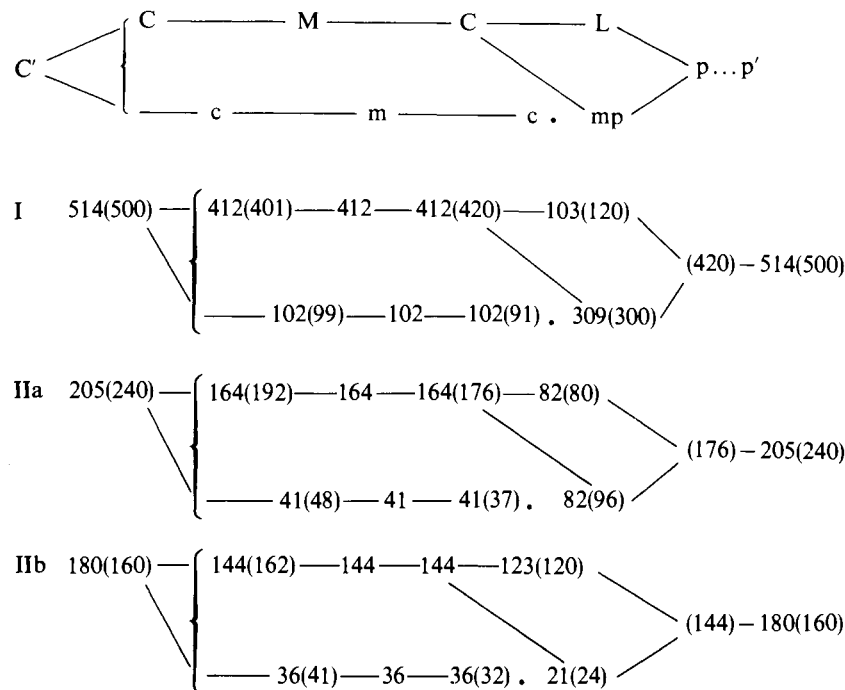 C — M — C — L
C′ p...p′
c — m — c . mp
I 514(500) — 412(401) — 412 — 412(420) — 103(120)
(420) – 514(500)
— 102(99) — 102 — 102(91) . 309(300)
IIa 205(240) — 164(192) — 164 — 164(176) — 82(80)
(176) – 205(240)
— 41(48) — 41 — 41(37) . 82(96)
IIb 180(160) — 144(162) — 144 — 144 — 123(120)
(144) – 180(160)
— 36(41) — 36 — 36(32) . 21(24)